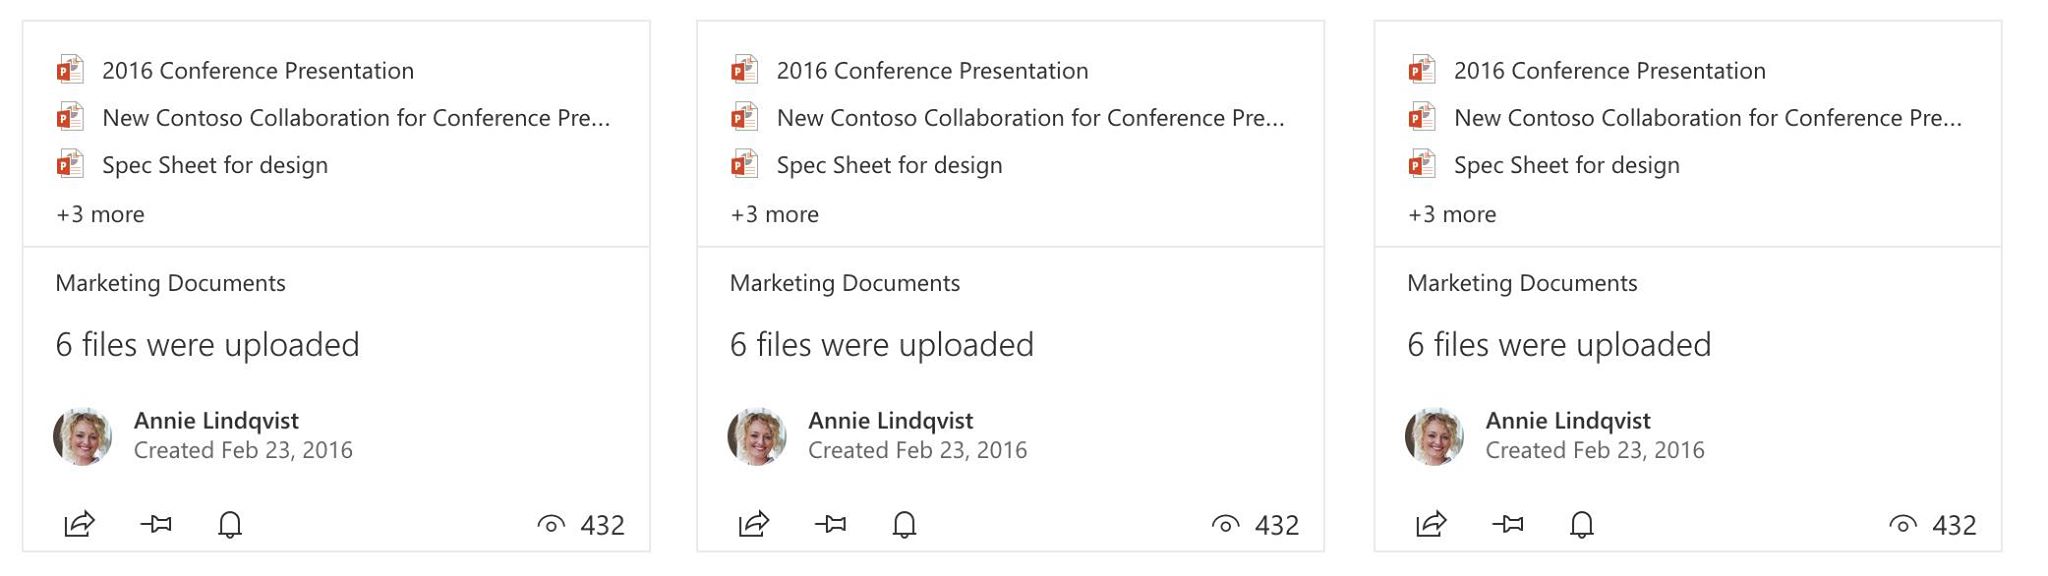 2016 Conference Presentation
New Contoso Collaboration for Conference Pre...
Spec Sheet for design
+3 more
Marketing Documents
6 files were uploaded
Annie Lindqvist
Created Feb 23, 2016
432
2016 Conference Presentation
New Contoso Collaboration for Conference Pre...
Spec Sheet for design
+3 more
Marketing Documents
6 files were uploaded
Annie Lindqvist
Created Feb 23, 2016
432
2016 Conference Presentation
New Contoso Collaboration for Conference Pre...
Spec Sheet for design
+3 more
Marketing Documents
6 files were uploaded
Annie Lindqvist
Created Feb 23, 2016
432